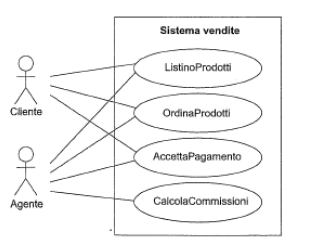 Sistema vendite
ListinoProdotti
Cliente
OrdinaProdotti
AccettaPagamento
Agente
CalcolaCommissioni